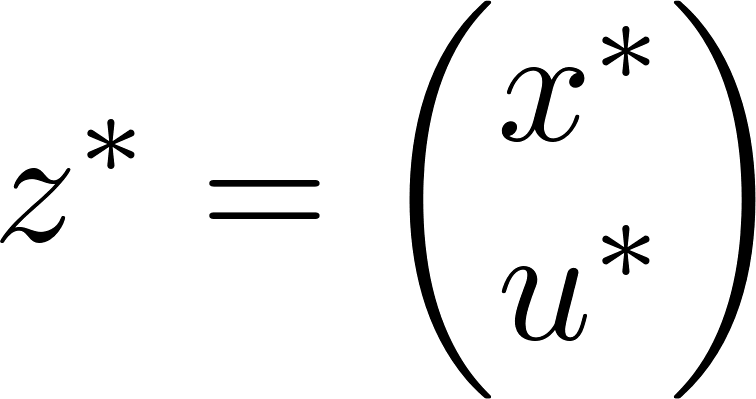 z* = (x*
u*)